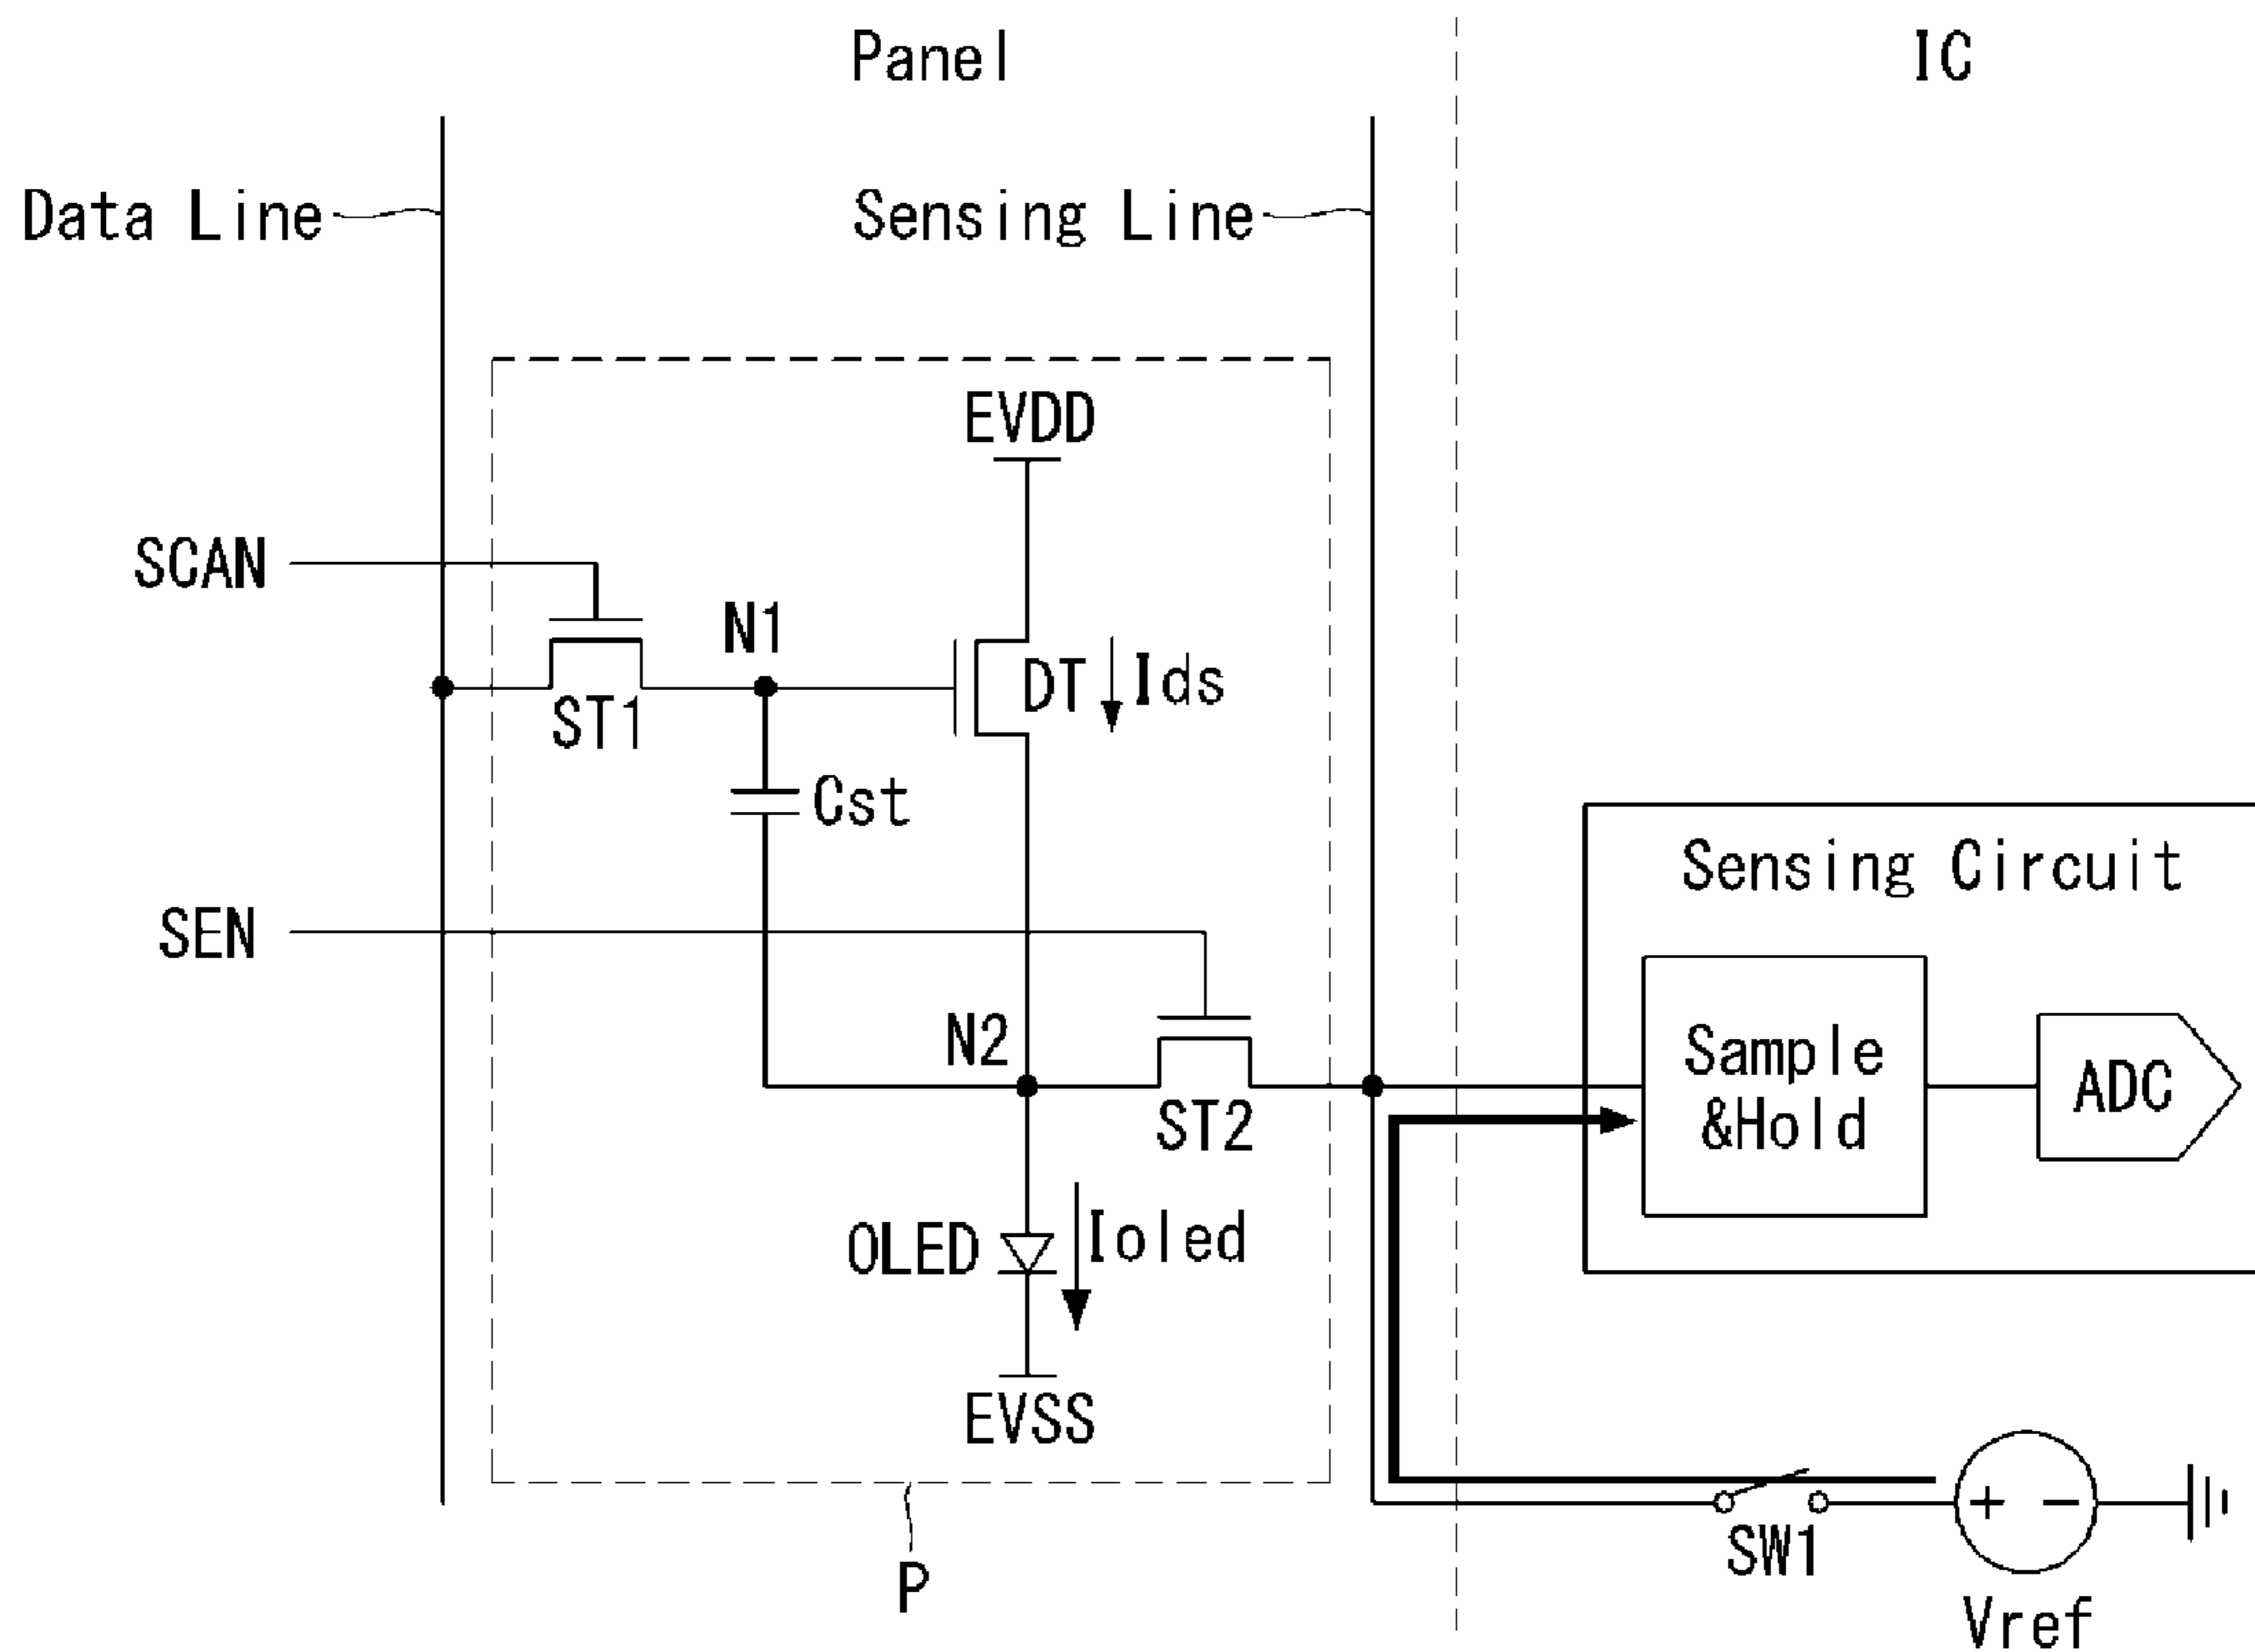 Panel
IC
Data Line
Sensing Line
EVDD
SCAN
N1
DT
Ids
ST1
Cst
Sensing Circuit
SEN
N2
Sample
&Hold
ADC
ST2
OLED
Ioled
EVSS
+ −
SW1
P
Vref